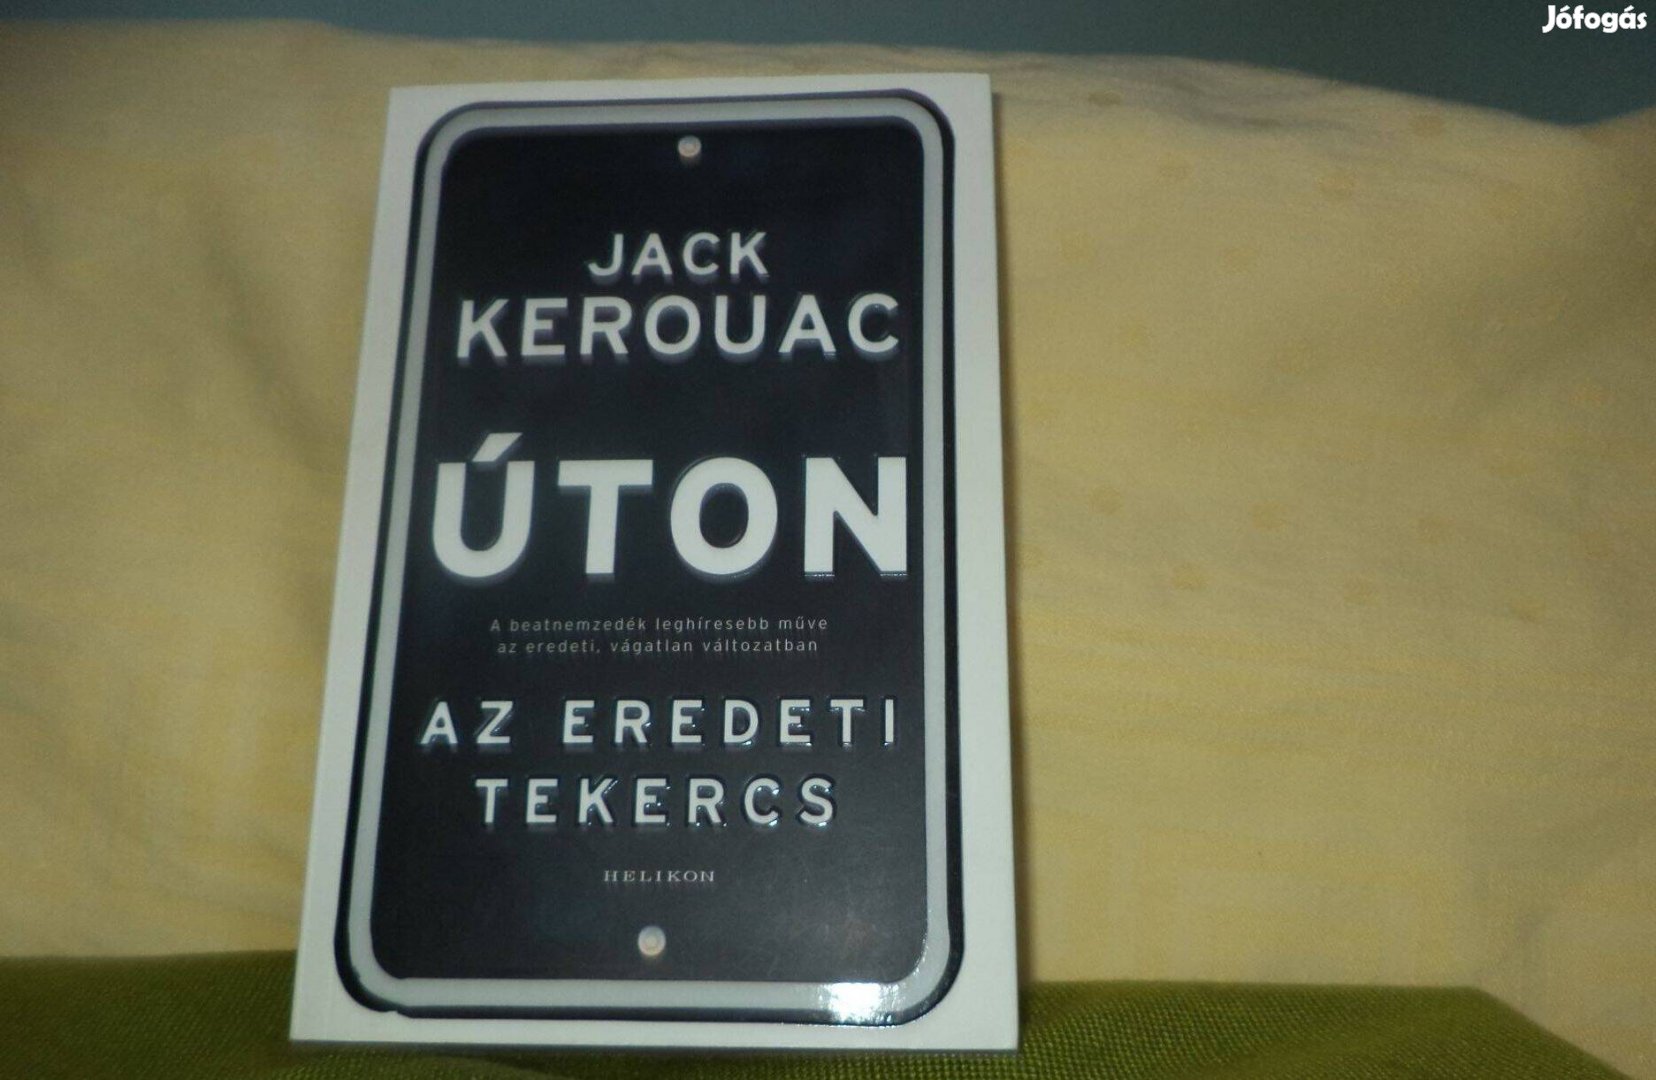 Jófogás
JACK
KEROUAC
ÚTON
A beatnemzedék leghíresebb műve
az eredeti, vágatlan változatban
AZ EREDETI
TEKERCS
HELIKON